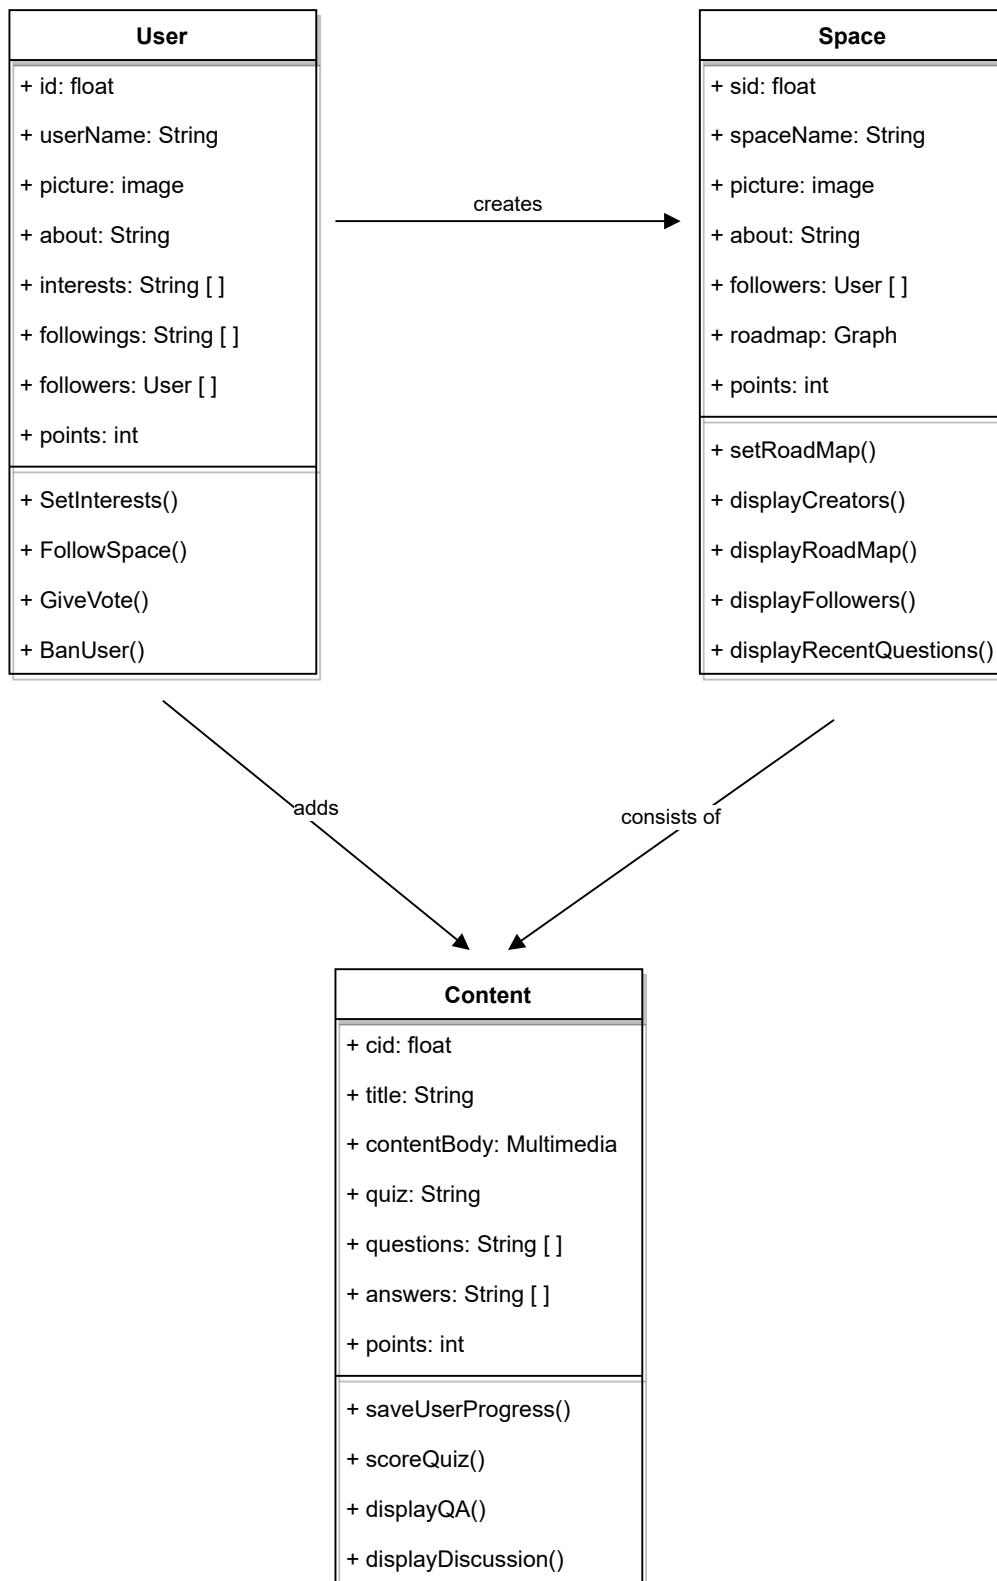 User
+ id: float
+ userName: String
+ picture: image
+ about: String
+ interests: String [ ]
+ followings: String [ ]
+ followers: User [ ]
+ points: int
+ SetInterests()
+ FollowSpace()
+ GiveVote()
+ BanUser()
creates
Space
+ sid: float
+ spaceName: String
+ picture: image
+ about: String
+ followers: User [ ]
+ roadmap: Graph
+ points: int
+ setRoadMap()
+ displayCreators()
+ displayRoadMap()
+ displayFollowers()
+ displayRecentQuestions()
adds
consists of
Content
+ cid: float
+ title: String
+ contentBody: Multimedia
+ quiz: String
+ questions: String [ ]
+ answers: String [ ]
+ points: int
+ saveUserProgress()
+ scoreQuiz()
+ displayQA()
+ displayDiscussion()